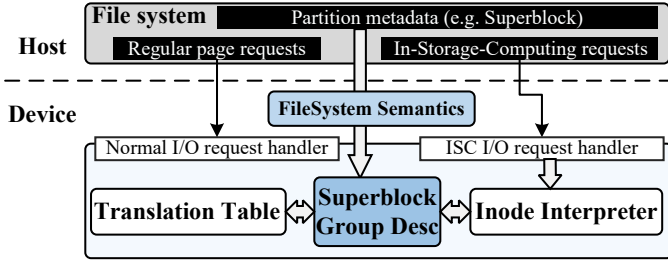 File system
Partition metadata (e.g. Superblock)
Host
Regular page requests
In-Storage-Computing requests
FileSystem Semantics
Device
Normal I/O request handler
ISC I/O request handler
Translation Table
Superblock
Group Desc
Inode Interpreter